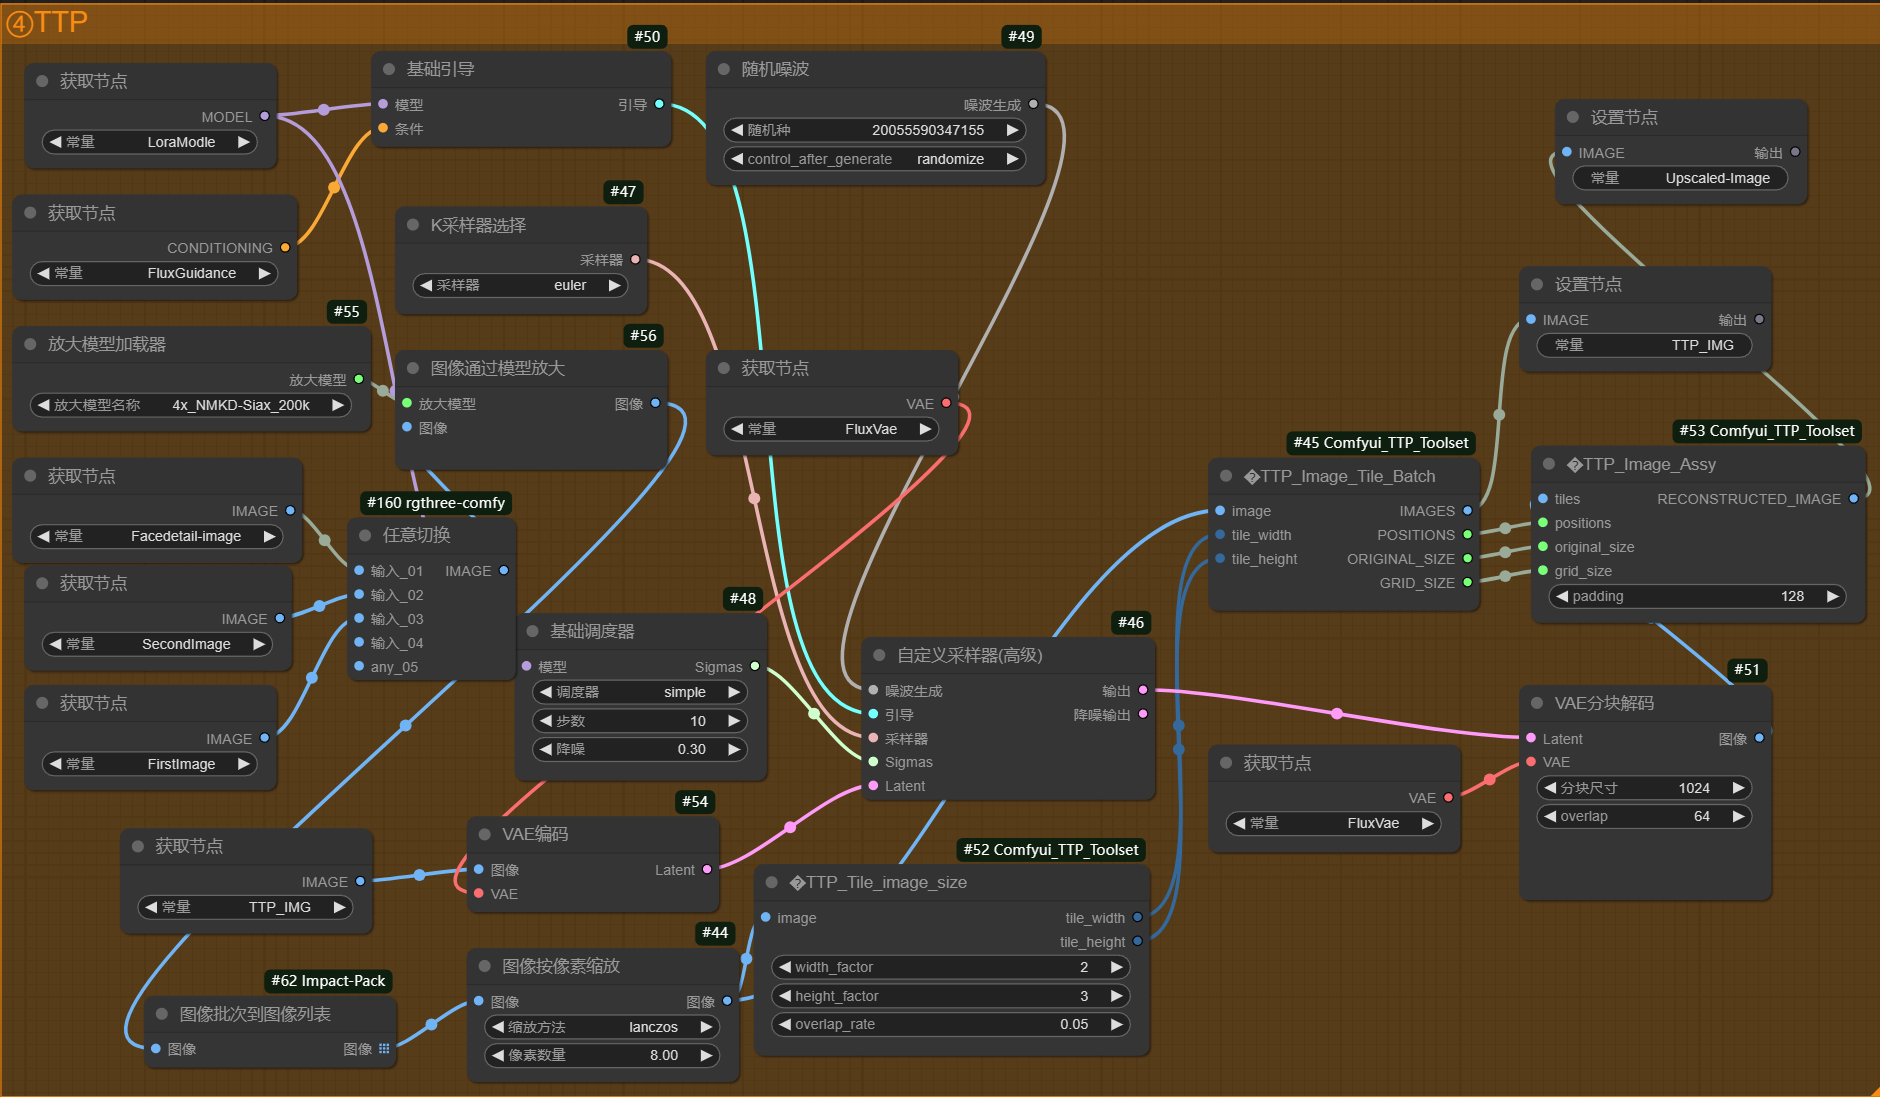 ④TTP
获取节点
MODEL
常量 LoraModle
获取节点
CONDITIONING
常量 FluxGuidance
#55
放大模型加载器
放大模型
放大模型名称 4x_NMKD-Siax_200k
获取节点
IMAGE
常量 Facedetail-image
获取节点
IMAGE
常量 SecondImage
获取节点
IMAGE
常量 FirstImage
获取节点
IMAGE
常量 TTP_IMG
#62 Impact-Pack
图像批次到图像列表
图像 图像
#50
基础引导
模型 引导
条件
#47
K采样器选择
采样器
采样器 euler
#56
图像通过模型放大
放大模型 图像
图像
#160 rgthree-comfy
任意切换
输入_01 IMAGE
输入_02
输入_03
输入_04
any_05
#48
基础调度器
模型 Sigmas
调度器 simple
步数 10
降噪 0.30
#54
VAE编码
图像 Latent
VAE
#44
图像按像素缩放
图像 图像
缩放方法 lanczos
像素数量 8.00
#49
随机噪波
噪波生成
随机种 20055590347155
control_after_generate randomize
获取节点
VAE
常量 FluxVae
#46
自定义采样器(高级)
噪波生成 输出
引导 降噪输出
采样器
Sigmas
Latent
#52 Comfyui_TTP_Toolset
�TTP_Tile_image_size
image tile_width
tile_height
width_factor 2
height_factor 3
overlap_rate 0.05
#45 Comfyui_TTP_Toolset
�TTP_Image_Tile_Batch
image IMAGES
tile_width POSITIONS
tile_height ORIGINAL_SIZE
GRID_SIZE
获取节点
VAE
常量 FluxVae
设置节点
IMAGE 输出
常量 Upscaled-Image
设置节点
IMAGE 输出
常量 TTP_IMG
#53 Comfyui_TTP_Toolset
�TTP_Image_Assy
tiles RECONSTRUCTED_IMAGE
positions
original_size
grid_size
padding 128
#51
VAE分块解码
Latent 图像
VAE
分块尺寸 1024
overlap 64